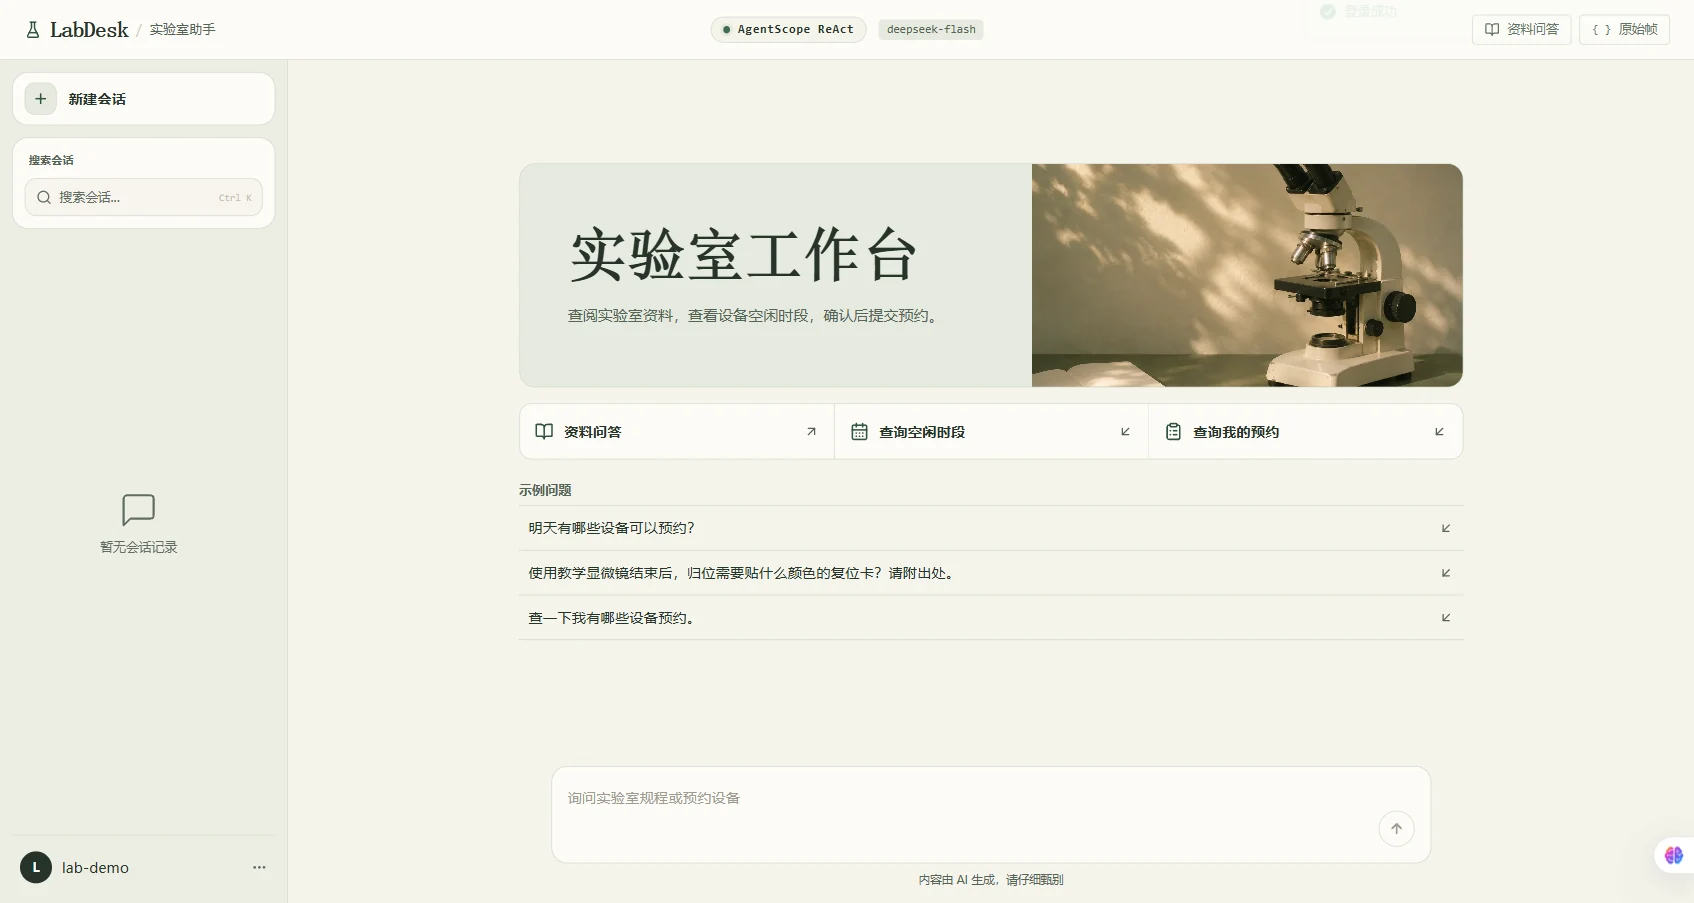 LabDesk / 实验室助手
AgentScope ReAct
deepseek-flash
登录成功
资料问答
{ } 原始帧
新建会话
搜索会话
搜索会话...
Ctrl K
暂无会话记录
L
lab-demo
实验室工作台
查阅实验室资料，查看设备空闲时段，确认后提交预约。
资料问答
查询空闲时段
查询我的预约
示例问题
明天有哪些设备可以预约？
使用教学显微镜结束后，归位需要贴什么颜色的复位卡？请附出处。
查一下我有哪些设备预约。
询问实验室规程或预约设备
内容由 AI 生成，请仔细甄别